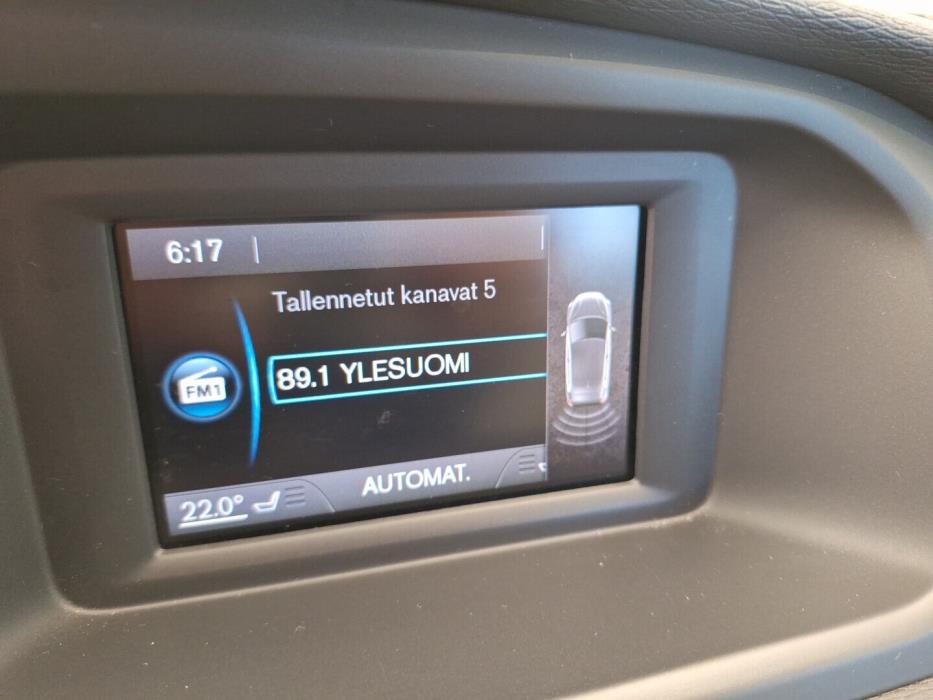 6:17
Tallennetut kanavat 5
FM1
89.1 YLESUOMI
22.0°
AUTOMAT.